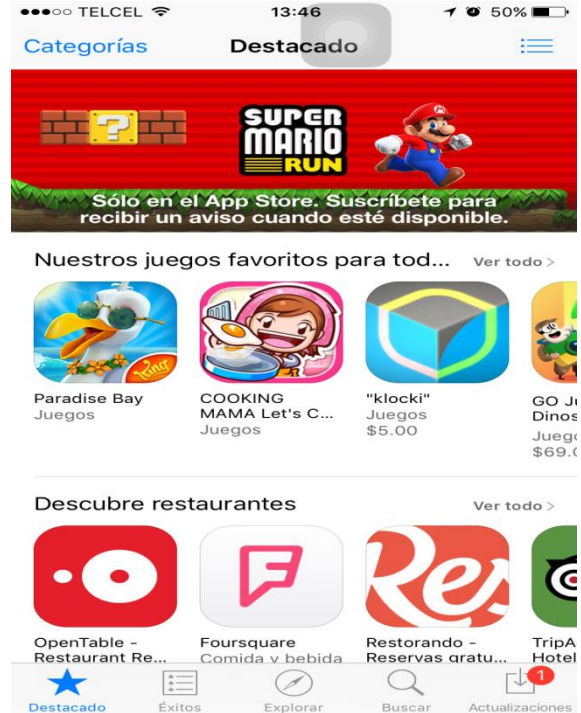 TELCEL 13:46 50%
Categorías Destacado
?
SUPER
MARIO
RUN
Sólo en el App Store. Suscríbete para
recibir un aviso cuando esté disponible.
Nuestros juegos favoritos para tod... Ver todo >
King
Paradise Bay
Juegos
COOKING
MAMA Let's C...
Juegos
"klocki"
Juegos
$5.00
GO
Dinos
Juego
$69.0
Descubre restaurantes Ver todo >
Res
OpenTable -
Restaurant Re...
Foursquare
Comida y bebida
Restorando -
Reservas gratu...
TripA
Hotel
1
Destacado Éxitos Explorar Buscar Actualizaciones